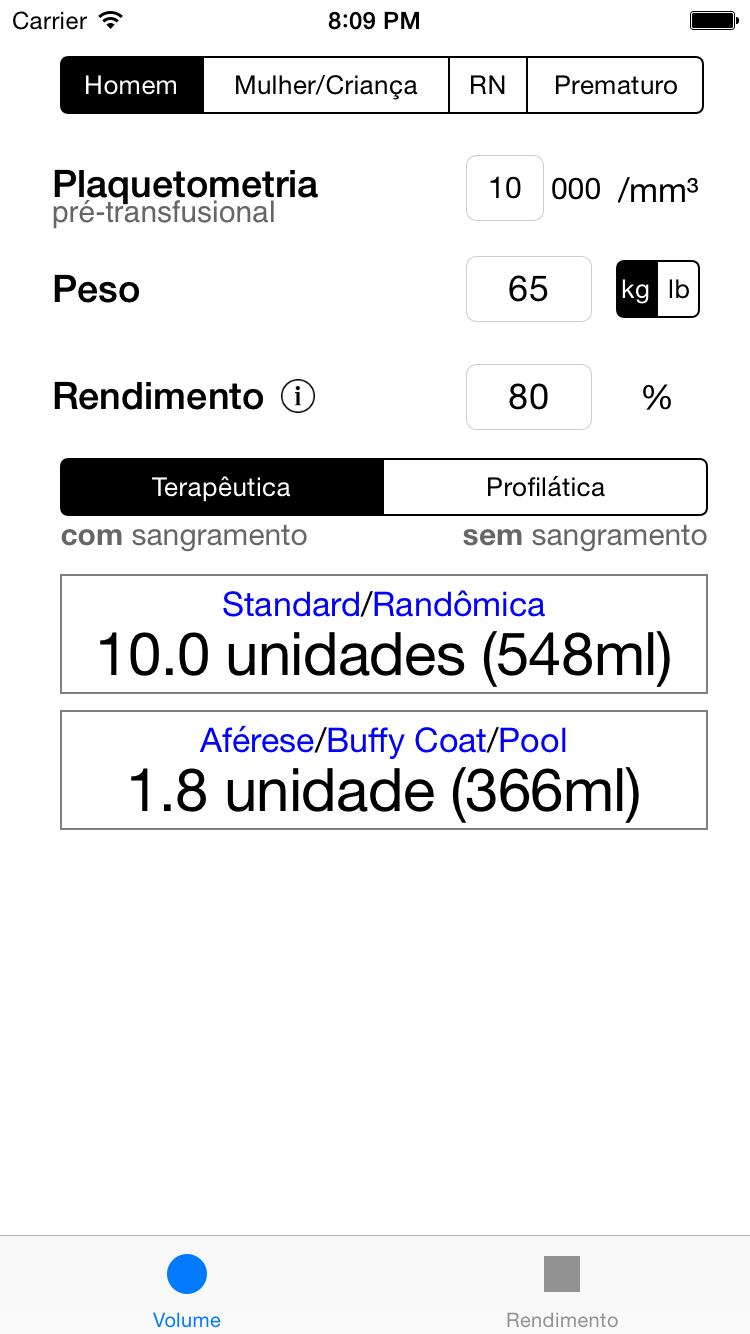 Carrier 8:09 PM
Homem Mulher/Criança RN Prematuro
Plaquetometria 10 000 /mm³
pré-transfusional
Peso 65 kg lb
Rendimento i 80 %
Terapêutica Profilática
com sangramento sem sangramento
Standard/Randômica
10.0 unidades (548ml)
Aférese/Buffy Coat/Pool
1.8 unidade (366ml)
Volume Rendimento